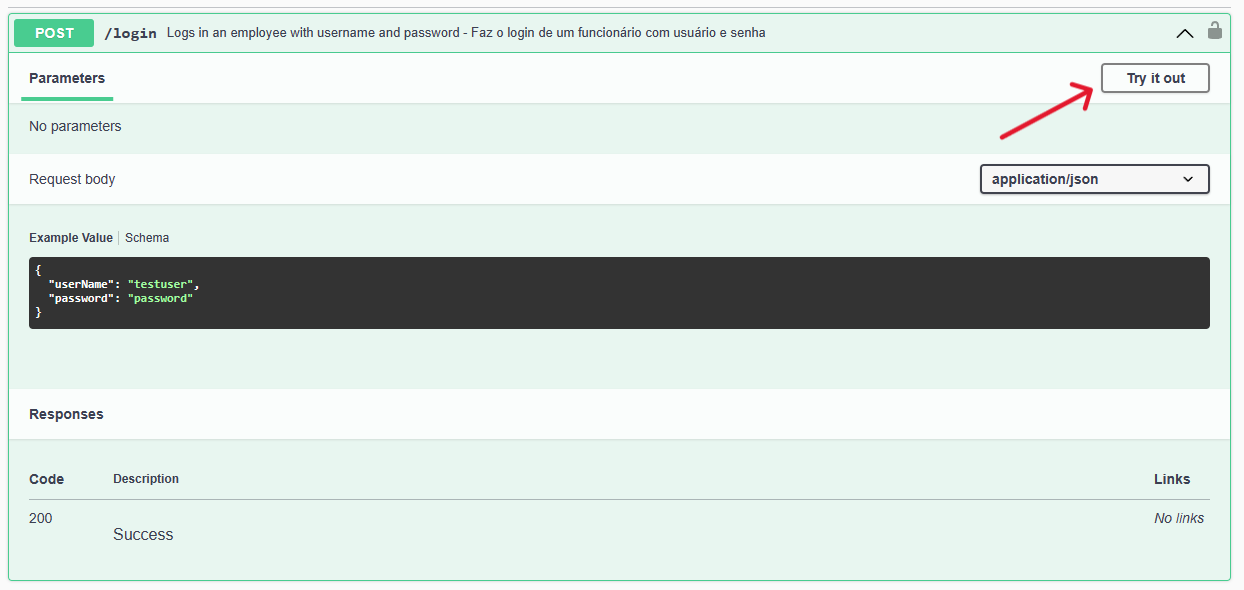 POST /login Logs in an employee with username and password - Faz o login de um funcionário com usuário e senha
Parameters Try it out
No parameters
Request body application/json
Example Value Schema
{
  "userName": "testuser",
  "password": "password"
}
Responses
Code Description Links
200 Success No links